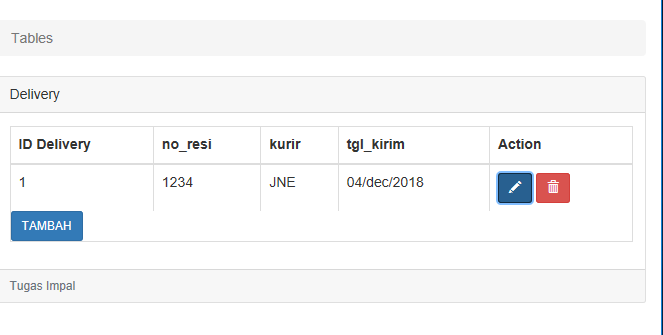 Tables
Delivery
ID Delivery no_resi kurir tgl_kirim Action
1 1234 JNE 04/dec/2018
TAMBAH
Tugas Impal